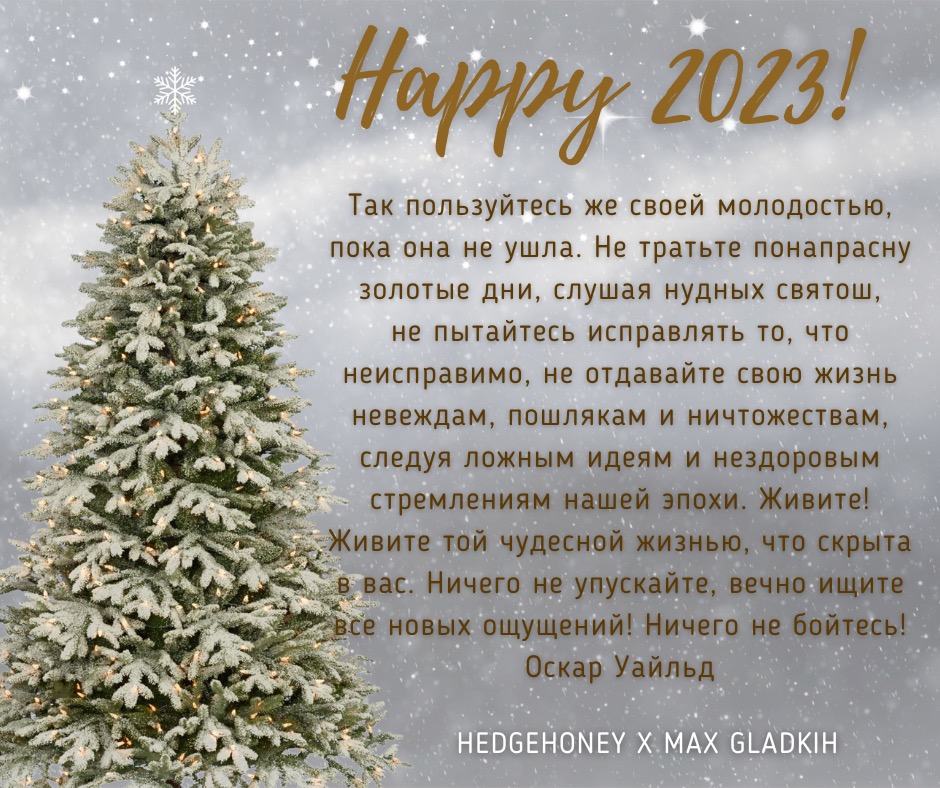 Happy 2023!
Так пользуйтесь же своей молодостью,
пока она не ушла. Не тратьте понапрасну
золотые дни, слушая нудных святош,
не пытайтесь исправлять то, что
неисправимо, не отдавайте свою жизнь
невеждам, пошлякам и ничтожествам,
следуя ложным идеям и нездоровым
стремлениям нашей эпохи. Живите!
Живите той чудесной жизнью, что скрыта
в вас. Ничего не упускайте, вечно ищите
все новых ощущений! Ничего не бойтесь!
Оскар Уайльд
HEDGEHONEY X MAX GLADKIH